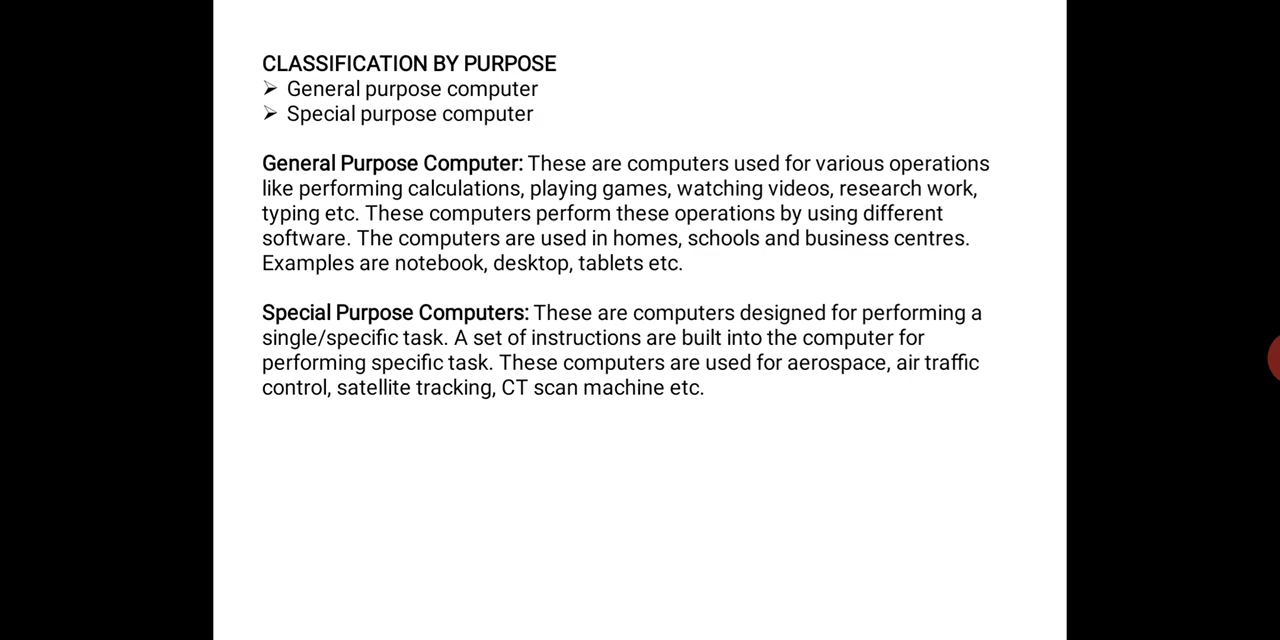 CLASSIFICATION BY PURPOSE
➢ General purpose computer
➢ Special purpose computer
General Purpose Computer: These are computers used for various operations
like performing calculations, playing games, watching videos, research work,
typing etc. These computers perform these operations by using different
software. The computers are used in homes, schools and business centres.
Examples are notebook, desktop, tablets etc.
Special Purpose Computers: These are computers designed for performing a
single/specific task. A set of instructions are built into the computer for
performing specific task. These computers are used for aerospace, air traffic
control, satellite tracking, CT scan machine etc.